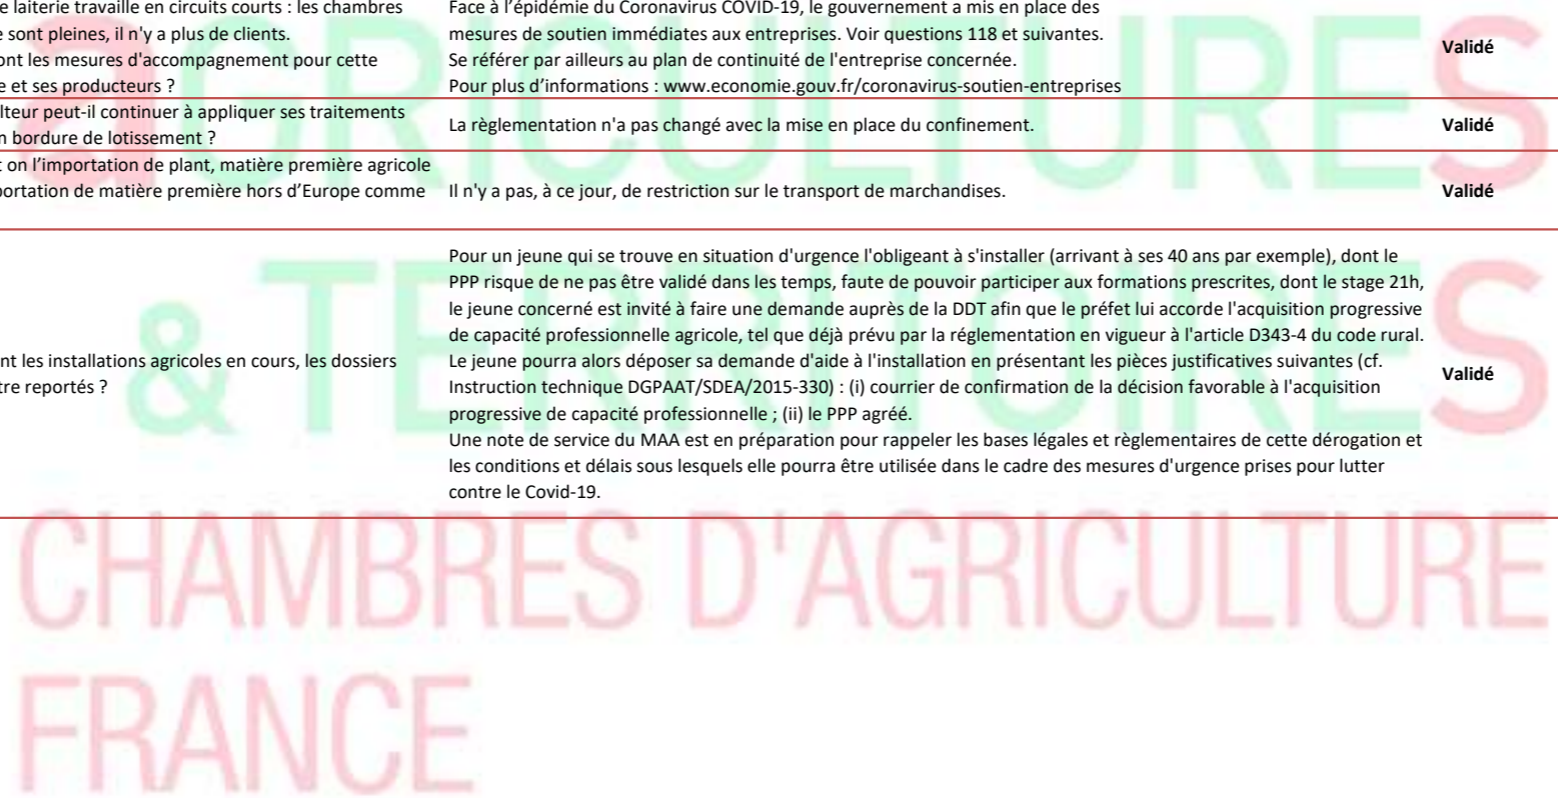 e laiterie travaille en circuits courts : les chambres
e sont pleines, il n'y a plus de clients.
ont les mesures d'accompagnement pour cette
e et ses producteurs ?
Face à l'épidémie du Coronavirus COVID-19, le gouvernement a mis en place des
mesures de soutien immédiates aux entreprises. Voir questions 118 et suivantes.
Se référer par ailleurs au plan de continuité de l'entreprise concernée.
Pour plus d'informations : www.economie.gouv.fr/coronavirus-soutien-entreprises
Validé
lteur peut-il continuer à appliquer ses traitements
n bordure de lotissement ?
La règlementation n'a pas changé avec la mise en place du confinement.
Validé
t on l'importation de plant, matière première agricole
portation de matière première hors d'Europe comme
Il n'y a pas, à ce jour, de restriction sur le transport de marchandises.
Validé
nt les installations agricoles en cours, les dossiers
tre reportés ?
Pour un jeune qui se trouve en situation d'urgence l'obligeant à s'installer (arrivant à ses 40 ans par exemple), dont le
PPP risque de ne pas être validé dans les temps, faute de pouvoir participer aux formations prescrites, dont le stage 21h,
le jeune concerné est invité à faire une demande auprès de la DDT afin que le préfet lui accorde l'acquisition progressive
de capacité professionnelle agricole, tel que déjà prévu par la réglementation en vigueur à l'article D343-4 du code rural.
Le jeune pourra alors déposer sa demande d'aide à l'installation en présentant les pièces justificatives suivantes (cf.
Instruction technique DGPAAT/SDEA/2015-330) : (i) courrier de confirmation de la décision favorable à l'acquisition
progressive de capacité professionnelle ; (ii) le PPP agréé.
Une note de service du MAA est en préparation pour rappeler les bases légales et règlementaires de cette dérogation et
les conditions et délais sous lesquels elle pourra être utilisée dans le cadre des mesures d'urgence prises pour lutter
contre le Covid-19.
Validé
aGRICULTURES
& TERRITOIRES
CHAMBRES D'AGRICULTURE
FRANCE